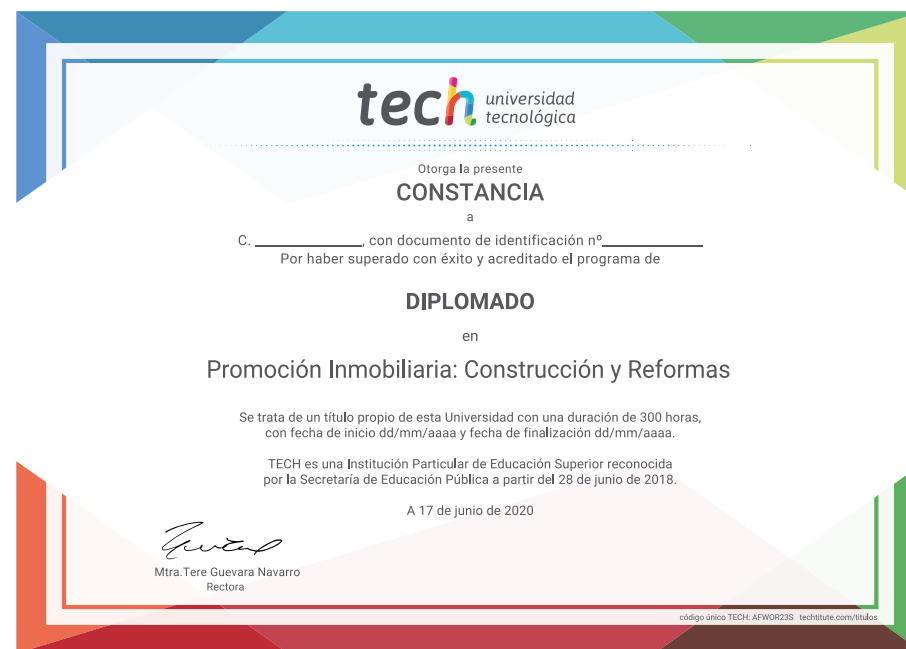 tech universidad
tecnológica
Otorga la presente
CONSTANCIA
a
C. ______________, con documento de identificación nº_____________
Por haber superado con éxito y acreditado el programa de
DIPLOMADO
en
Promoción Inmobiliaria: Construcción y Reformas
Se trata de un título propio de esta Universidad con una duración de 300 horas,
con fecha de inicio dd/mm/aaaa y fecha de finalización dd/mm/aaaa.
TECH es una Institución Particular de Educación Superior reconocida
por la Secretaría de Educación Pública a partir del 28 de junio de 2018.
A 17 de junio de 2020
Mtra.Tere Guevara Navarro
Rectora
código único TECH: AFWOR23S techtitute.com/titulos